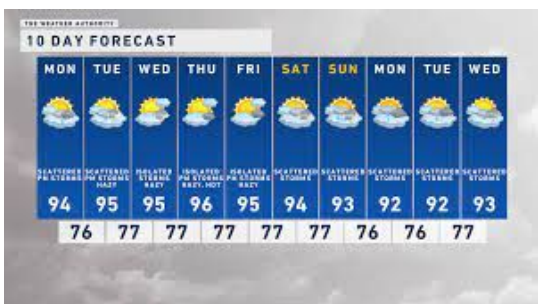 THE WEATHER AUTHORITY
10 DAY FORECAST
MON TUE WED THU FRI SAT SUN MON TUE WED
SCATTERED SCATTERED ISOLATED ISOLATED ISOLATED SCATTERED SCATTERED SCATTERED SCATTERED SCATTERED
PM STORMS PM STORMS STORMS PM STORMS PM STORMS STORMS STORMS STORMS STORMS STORMS
HAZY HAZY HAZY, HOT HAZY
94 95 95 96 95 94 93 92 92 93
76 77 77 77 77 77 76 76 77